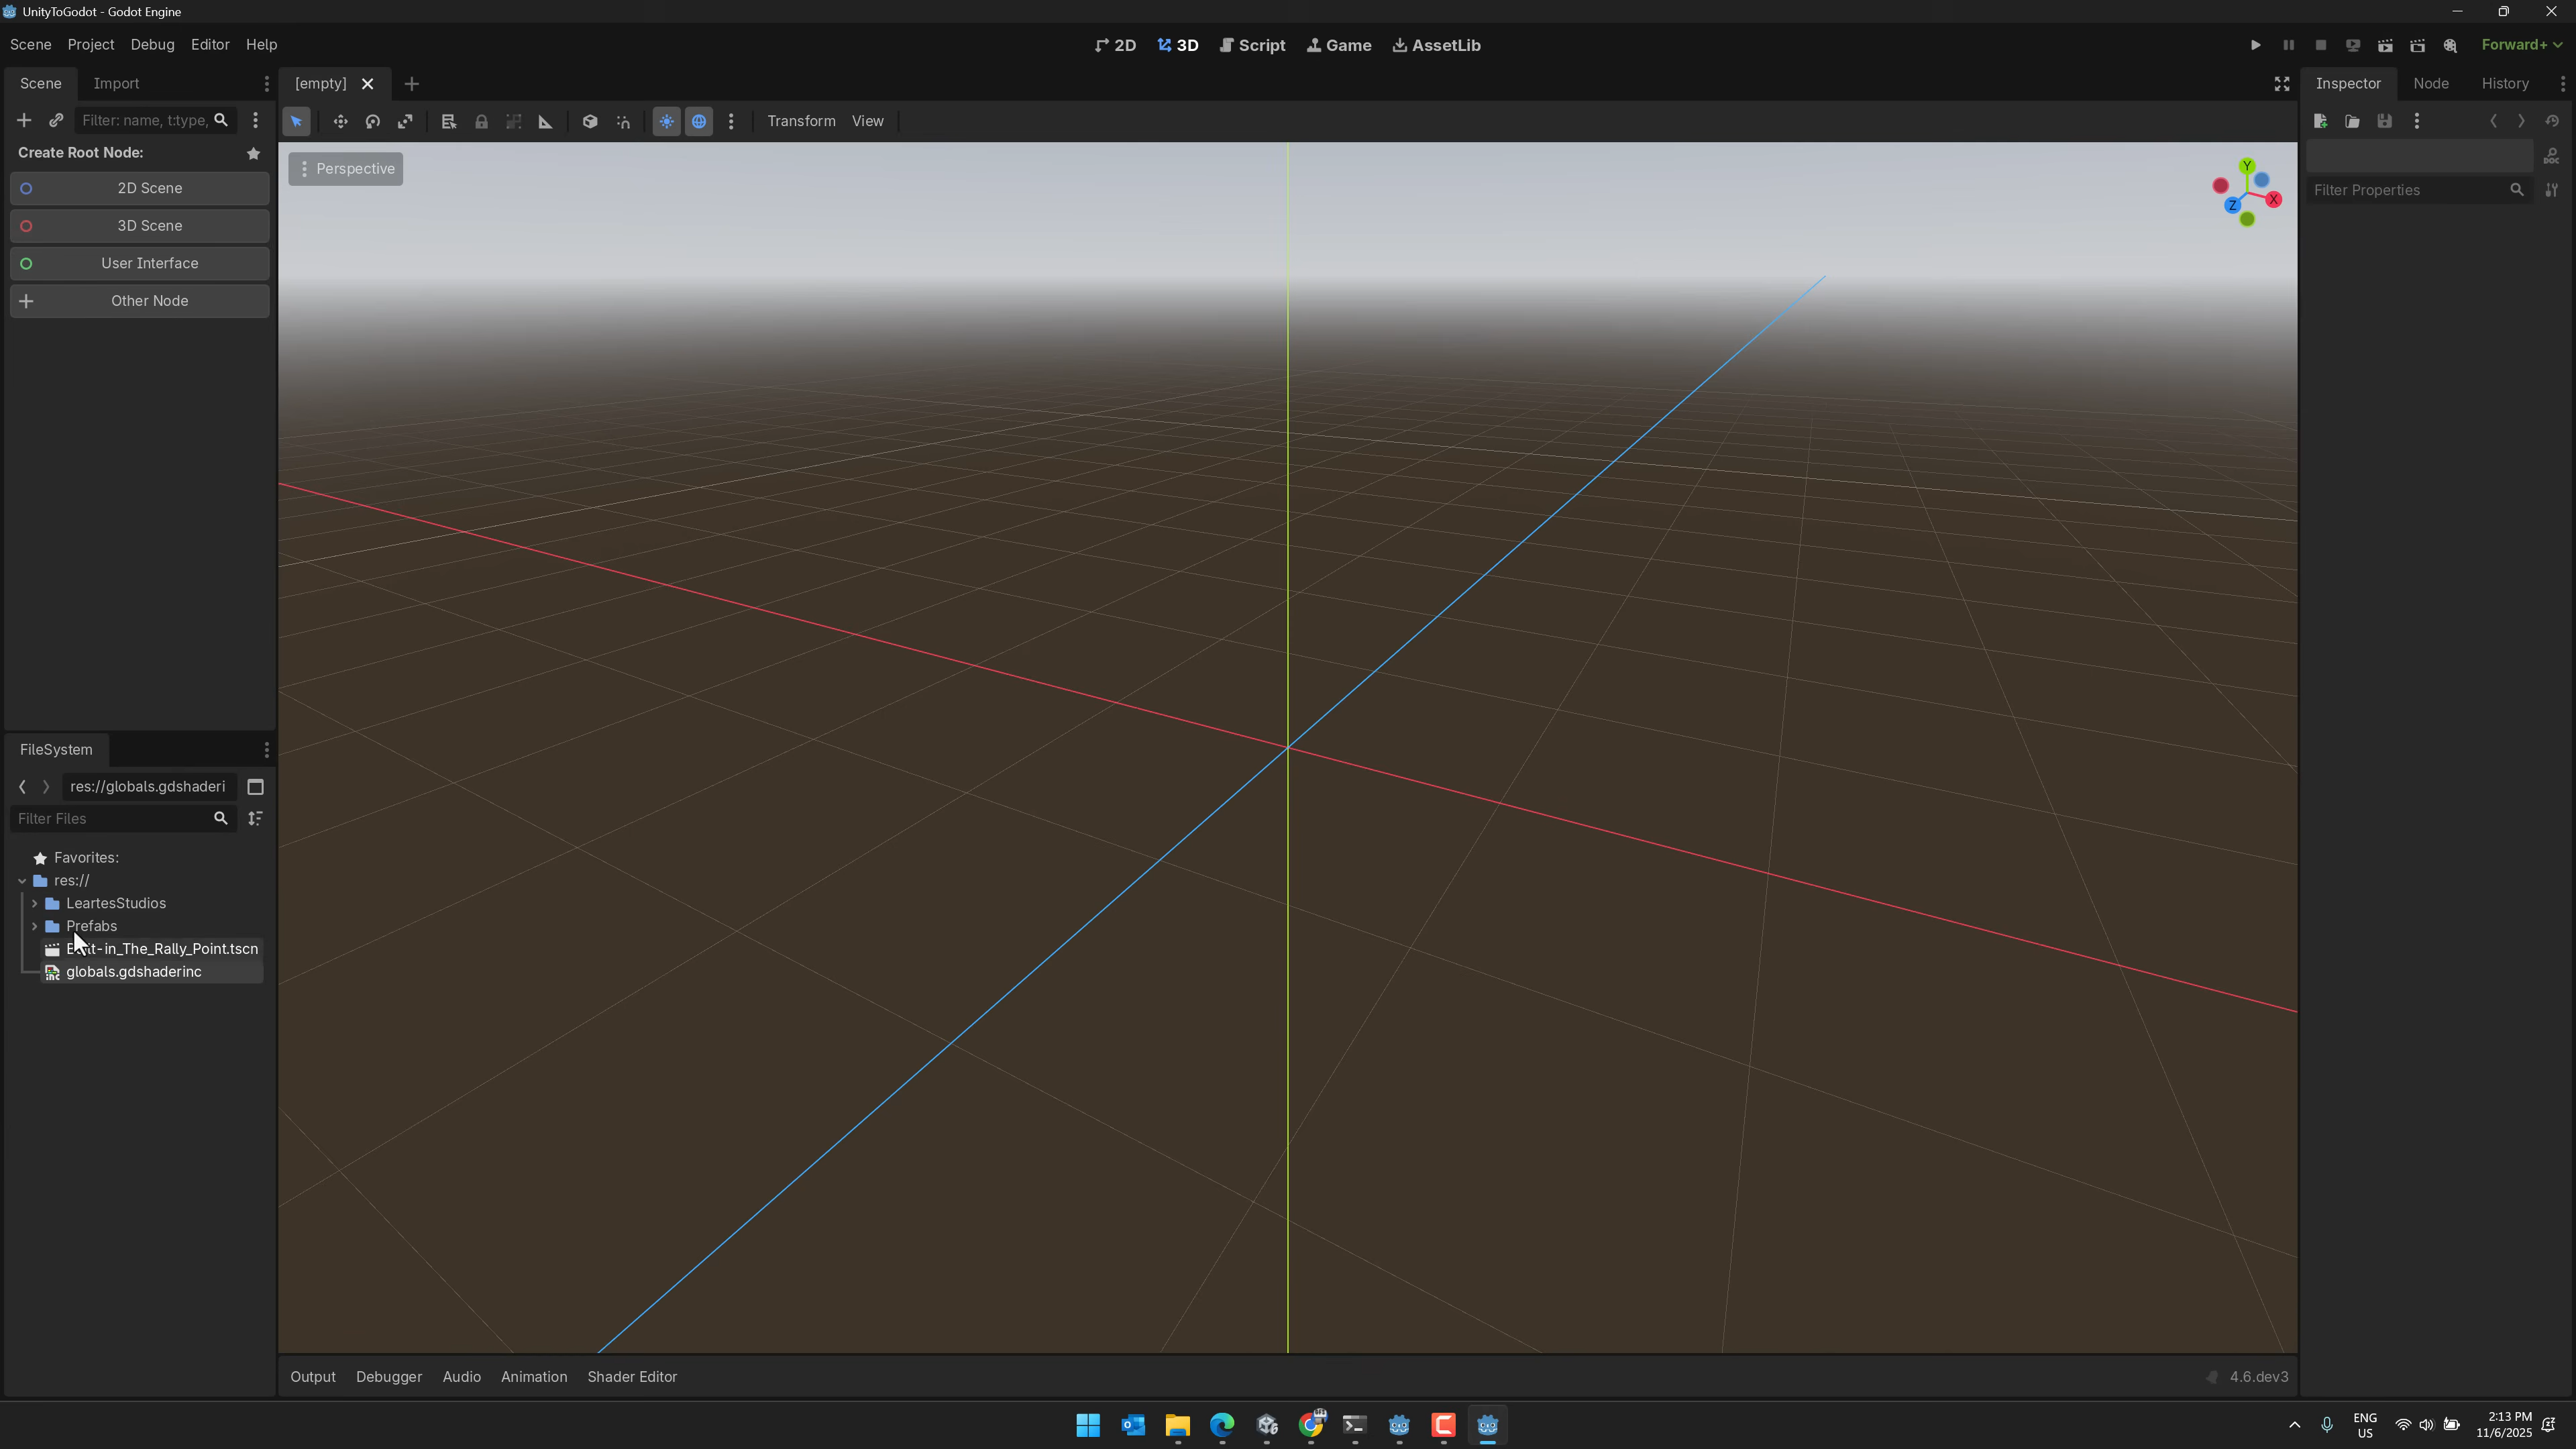 UnityToGodot - Godot Engine
Scene Project Debug Editor Help
2D 3D Script Game AssetLib
Forward+
Scene Import
[empty]
Inspector Node History
Filter: name, t:type,
Transform View
Create Root Node:
2D Scene
3D Scene
User Interface
Other Node
Perspective
Y
X
Z
DOC
Filter Properties
FileSystem
res://globals.gdshaderi
Filter Files
Favorites:
res://
LeartesStudios
Prefabs
t-in_The_Rally_Point.tscn
globals.gdshaderinc
Output Debugger Audio Animation Shader Editor
4.6.dev3
ENG
US
2:13 PM
11/6/2025